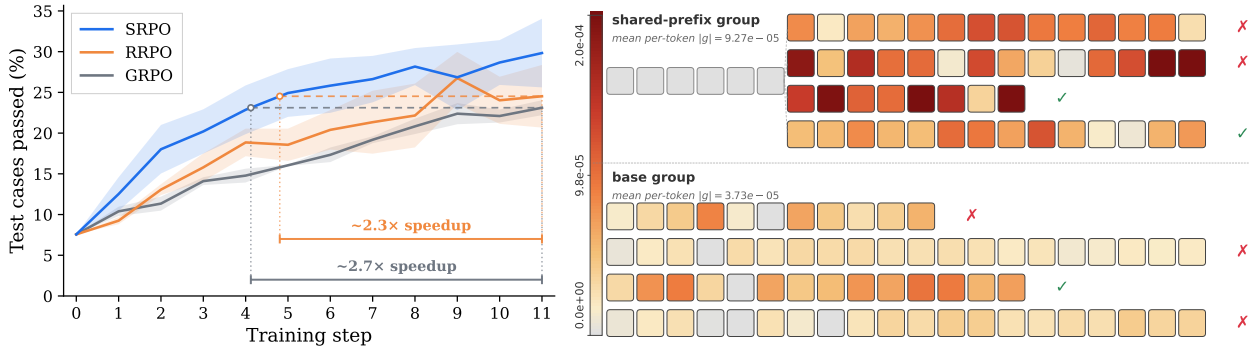 35
30
25
20
15
10
5
0
Test cases passed (%)
SRPO
RRPO
GRPO
~2.3× speedup
~2.7× speedup
0 1 2 3 4 5 6 7 8 9 10 11
Training step
2.0e-04
9.8e-05
0.0e+00
shared-prefix group
mean per-token |g| = 9.27e−05
✗
✗
✓
✓
base group
mean per-token |g| = 3.73e−05
✗
✗
✓
✗